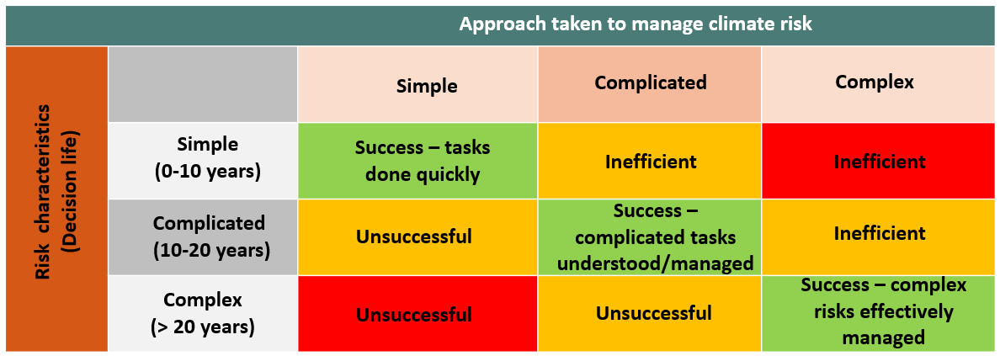 Approach taken to manage climate risk
Risk characteristics
(Decision life)
Simple
Complicated
Complex
Simple
(0-10 years)
Success – tasks
done quickly
Inefficient
Inefficient
Complicated
(10-20 years)
Unsuccessful
Success –
complicated tasks
understood/managed
Inefficient
Complex
(> 20 years)
Unsuccessful
Unsuccessful
Success – complex
risks effectively
managed